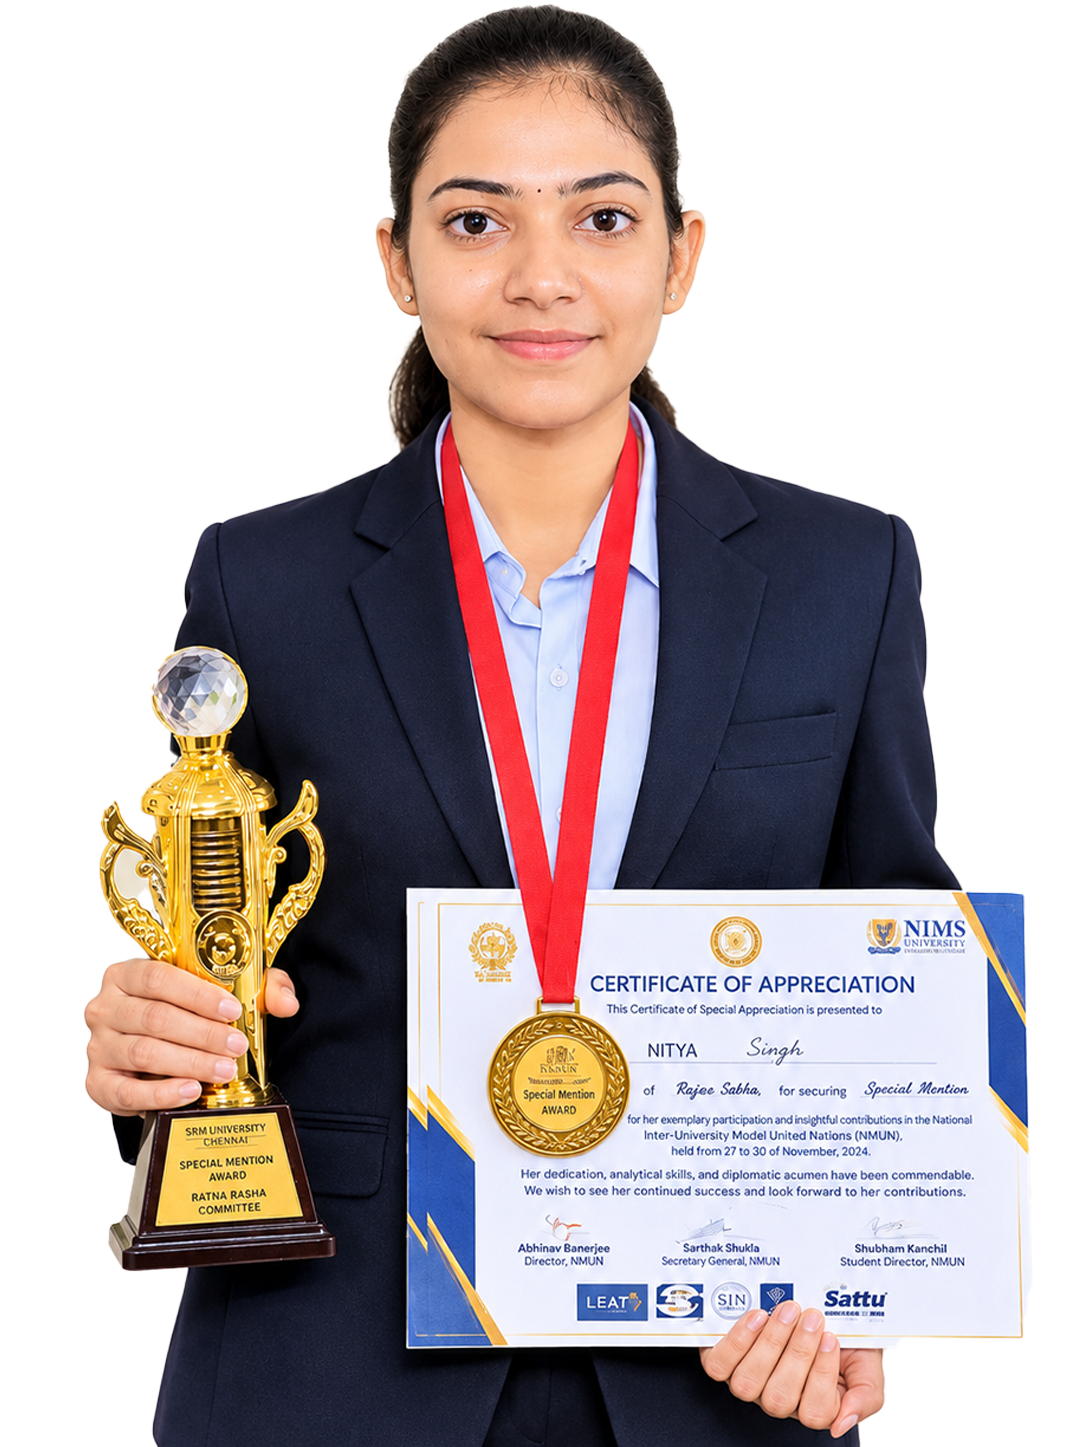 NIMS
UNIVERSITY
CERTIFICATE OF APPRECIATION
This Certificate of Special Appreciation is presented to
NITYA Singh
of Rajee Sabha, for securing Special Mention
for her exemplary participation and insightful contributions in the National
Inter-University Model United Nations (NMUN),
held from 27 to 30 of November, 2024.
Her dedication, analytical skills, and diplomatic acumen have been commendable.
We wish to see her continued success and look forward to her contributions.
Abhinav Banerjee
Director, NMUN
Sarthak Shukla
Secretary General, NMUN
Shubham Kanchil
Student Director, NMUN
LEAT
SIN
Sattu
Special Mention
AWARD
SRM UNIVERSITY
CHENNAI
SPECIAL MENTION
AWARD
RATNA RASHA
COMMITTEE